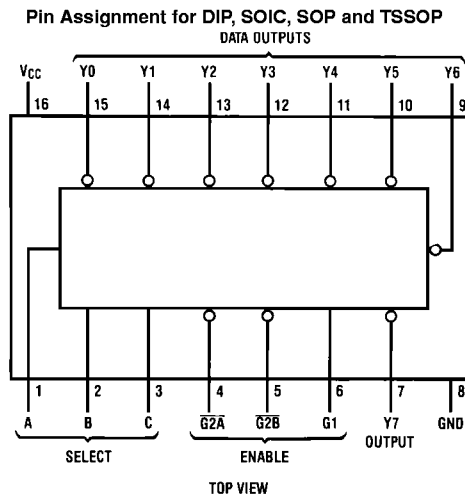 Pin Assignment for DIP, SOIC, SOP and TSSOP
DATA OUTPUTS
VCC Y0 Y1 Y2 Y3 Y4 Y5 Y6
16 15 14 13 12 11 10 9
1 2 3 4 5 6 7 8
A B C G2A G2B G1 Y7 GND
SELECT ENABLE OUTPUT
TOP VIEW